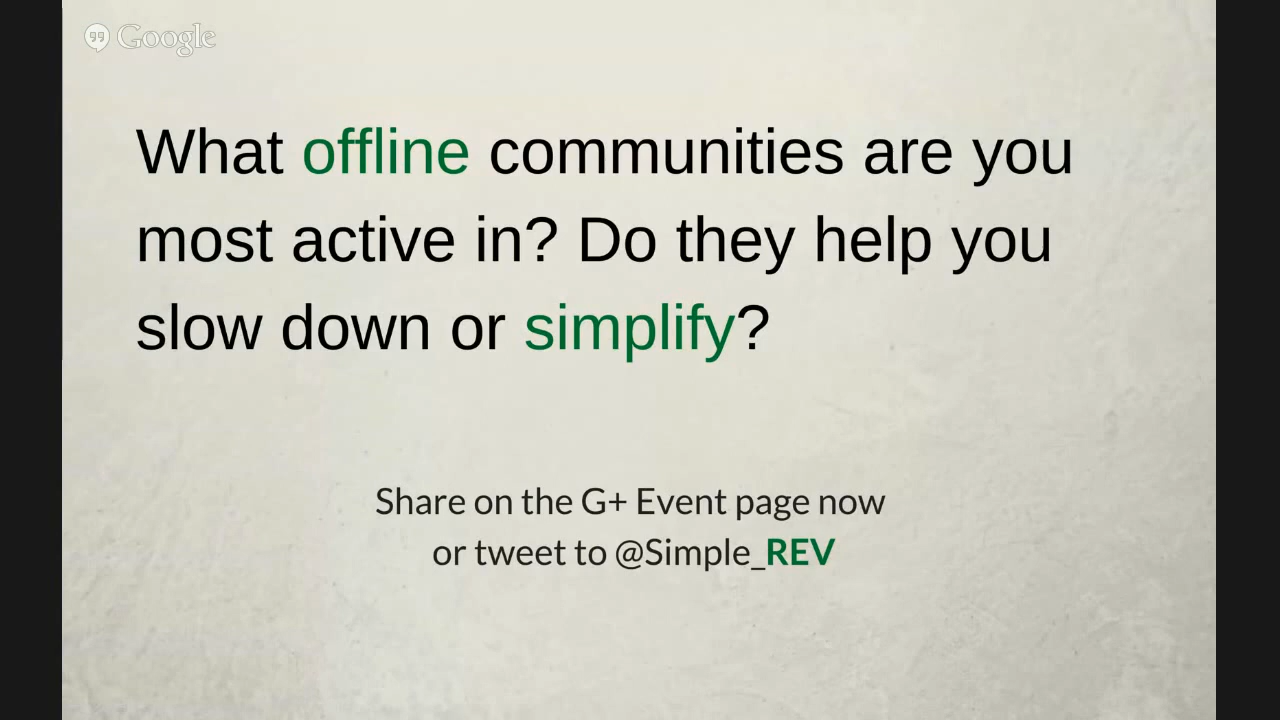 Google
What offline communities are you
most active in? Do they help you
slow down or simplify?
Share on the G+ Event page now
or tweet to @Simple_REV